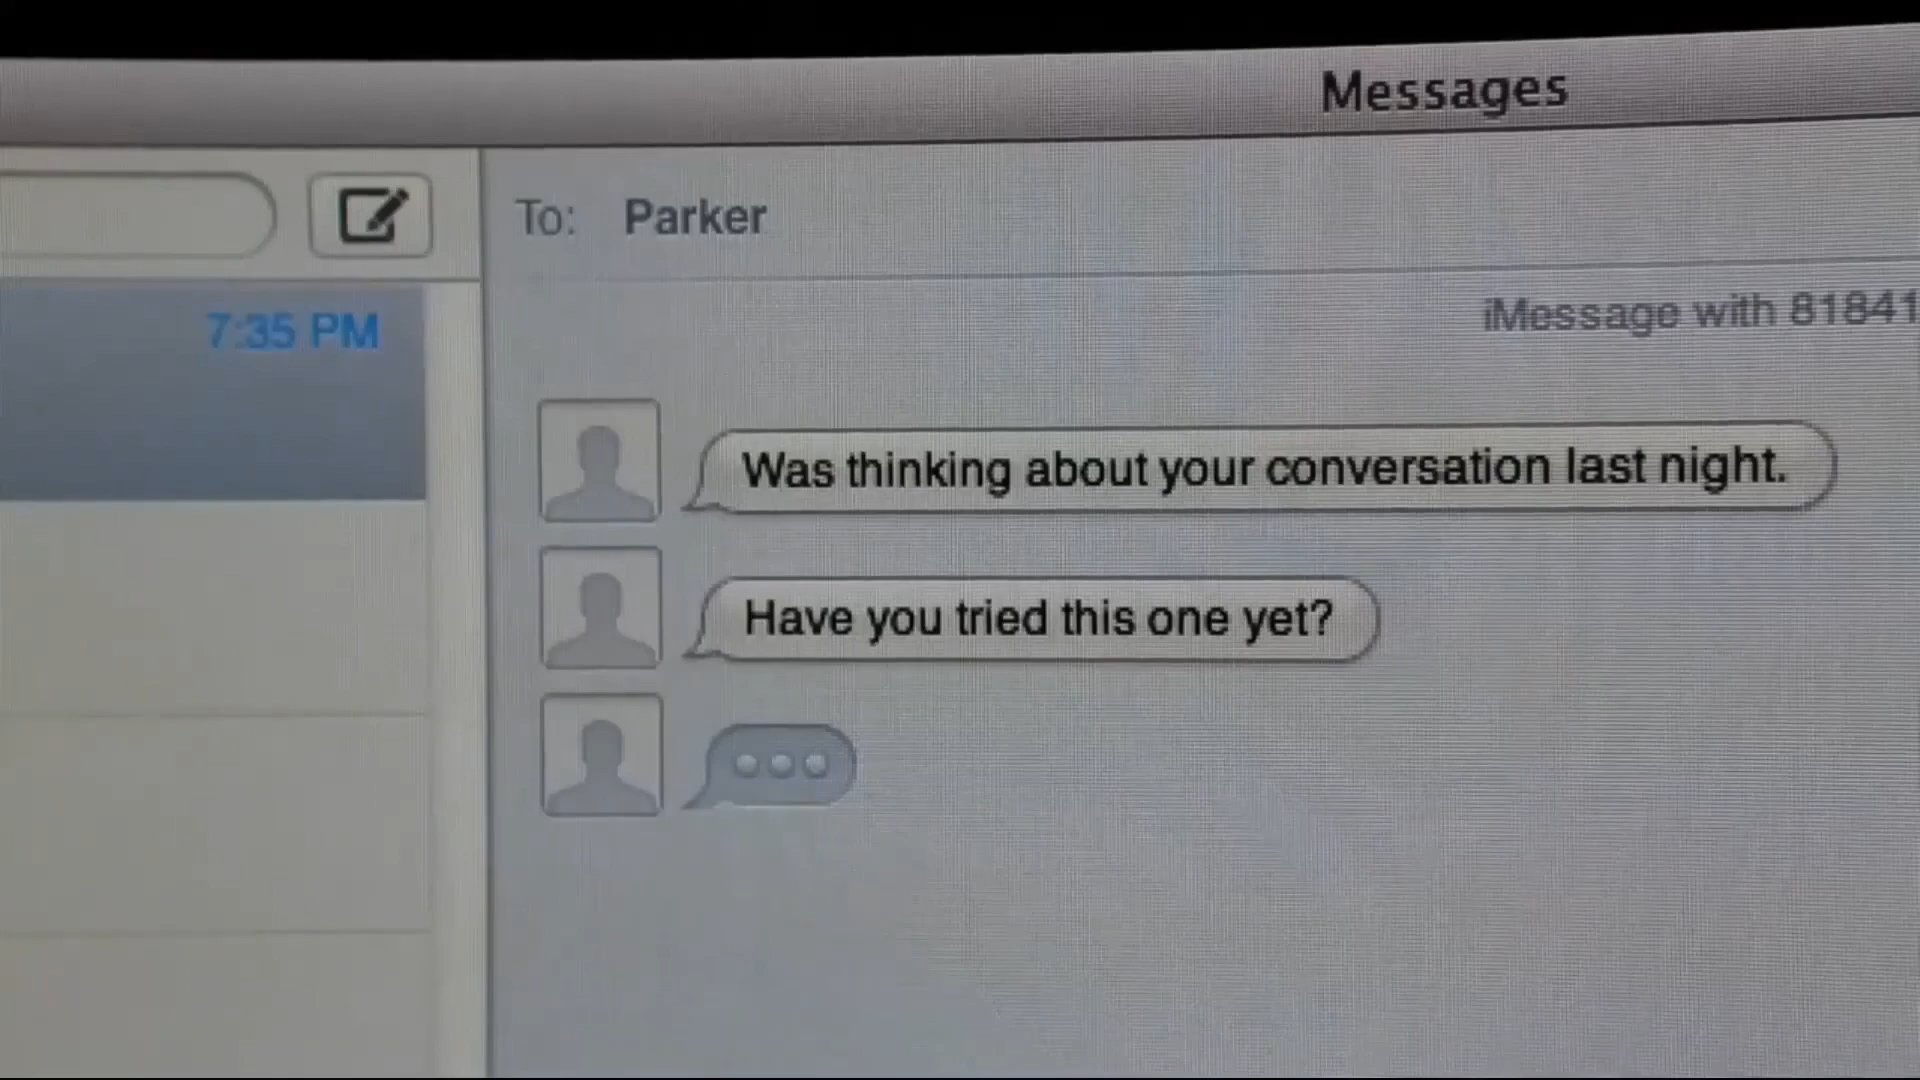 Messages
To: Parker
7:35 PM
iMessage with 81841
Was thinking about your conversation last night.
Have you tried this one yet?